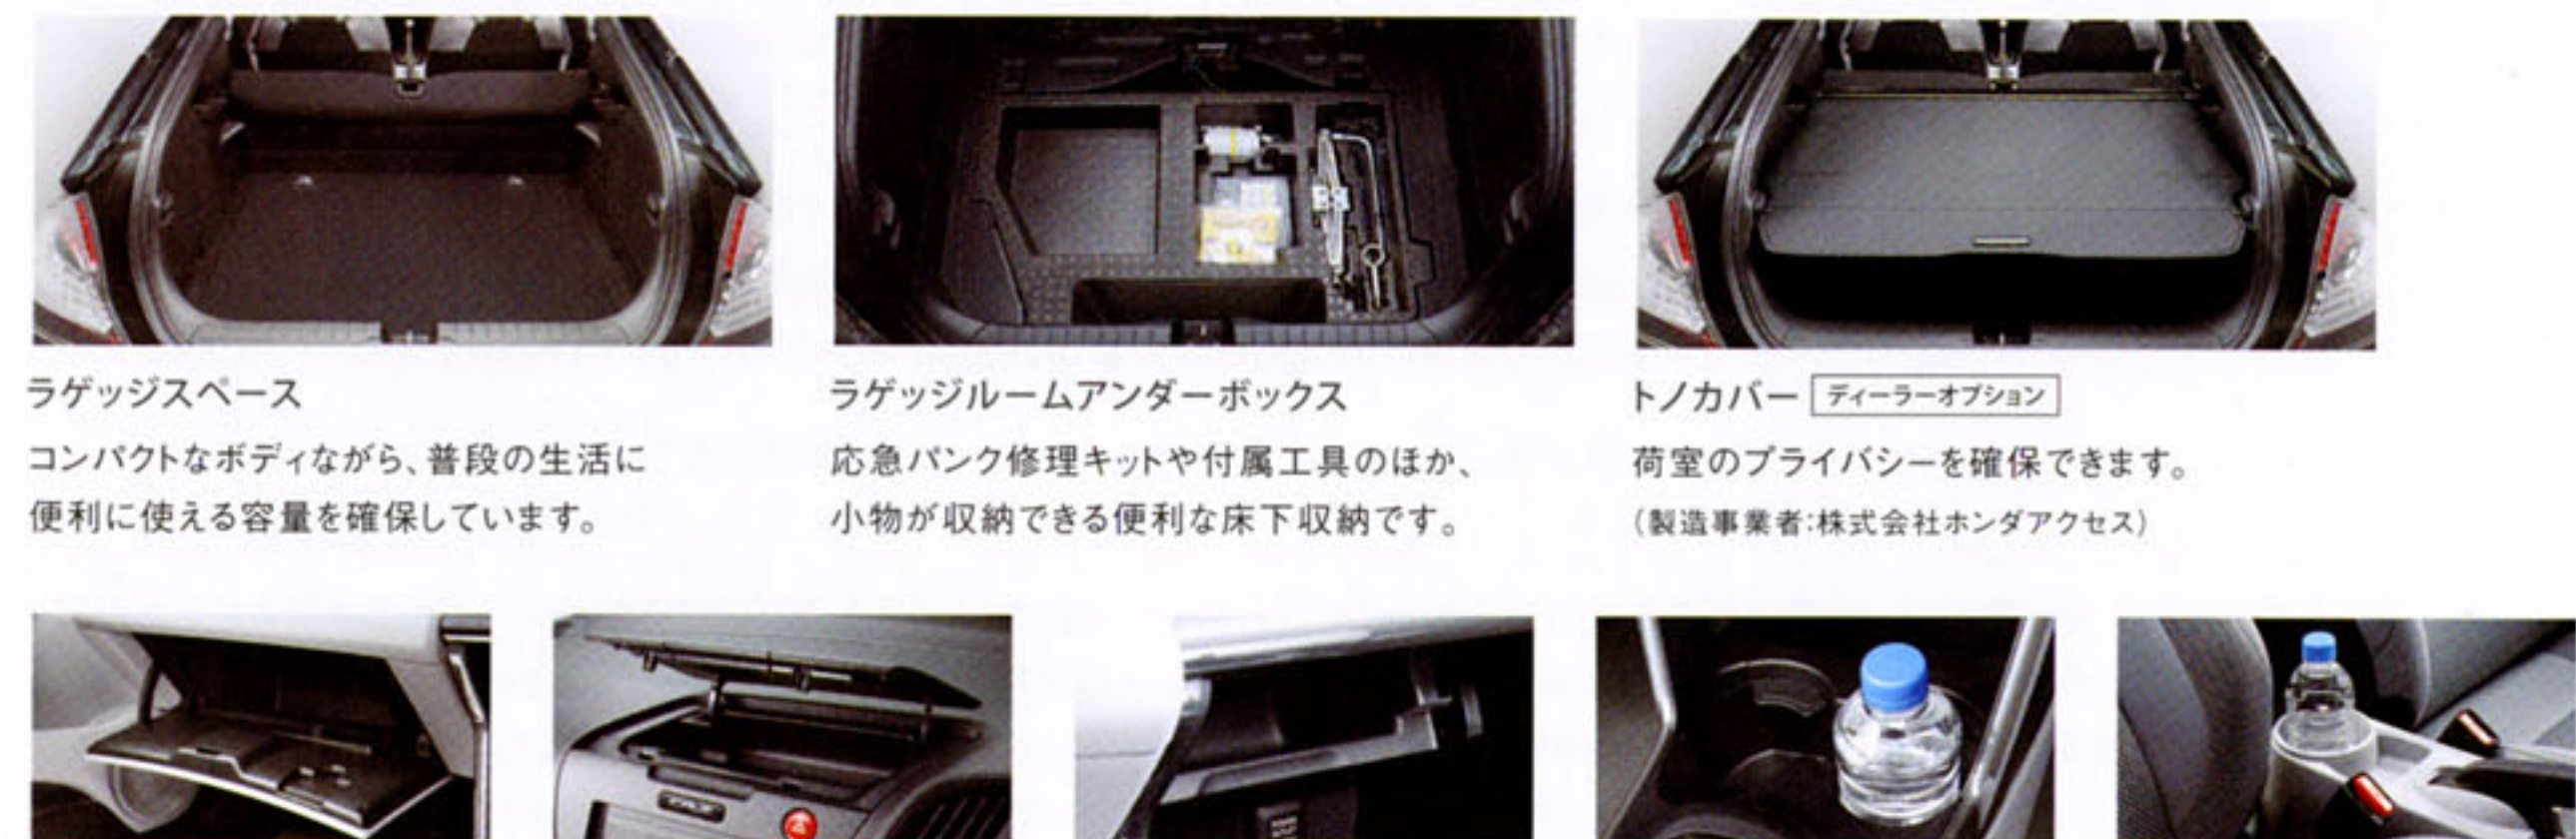 ラゲッジスペース
コンパクトなボディながら、普段の生活に
便利に使える容量を確保しています。
ラゲッジルームアンダーボックス
応急パンク修理キットや付属工具のほか、
小物が収納できる便利な床下収納です。
トノカバー ディーラーオプション
荷室のプライバシーを確保できます。
(製造事業者:株式会社ホンダアクセス)